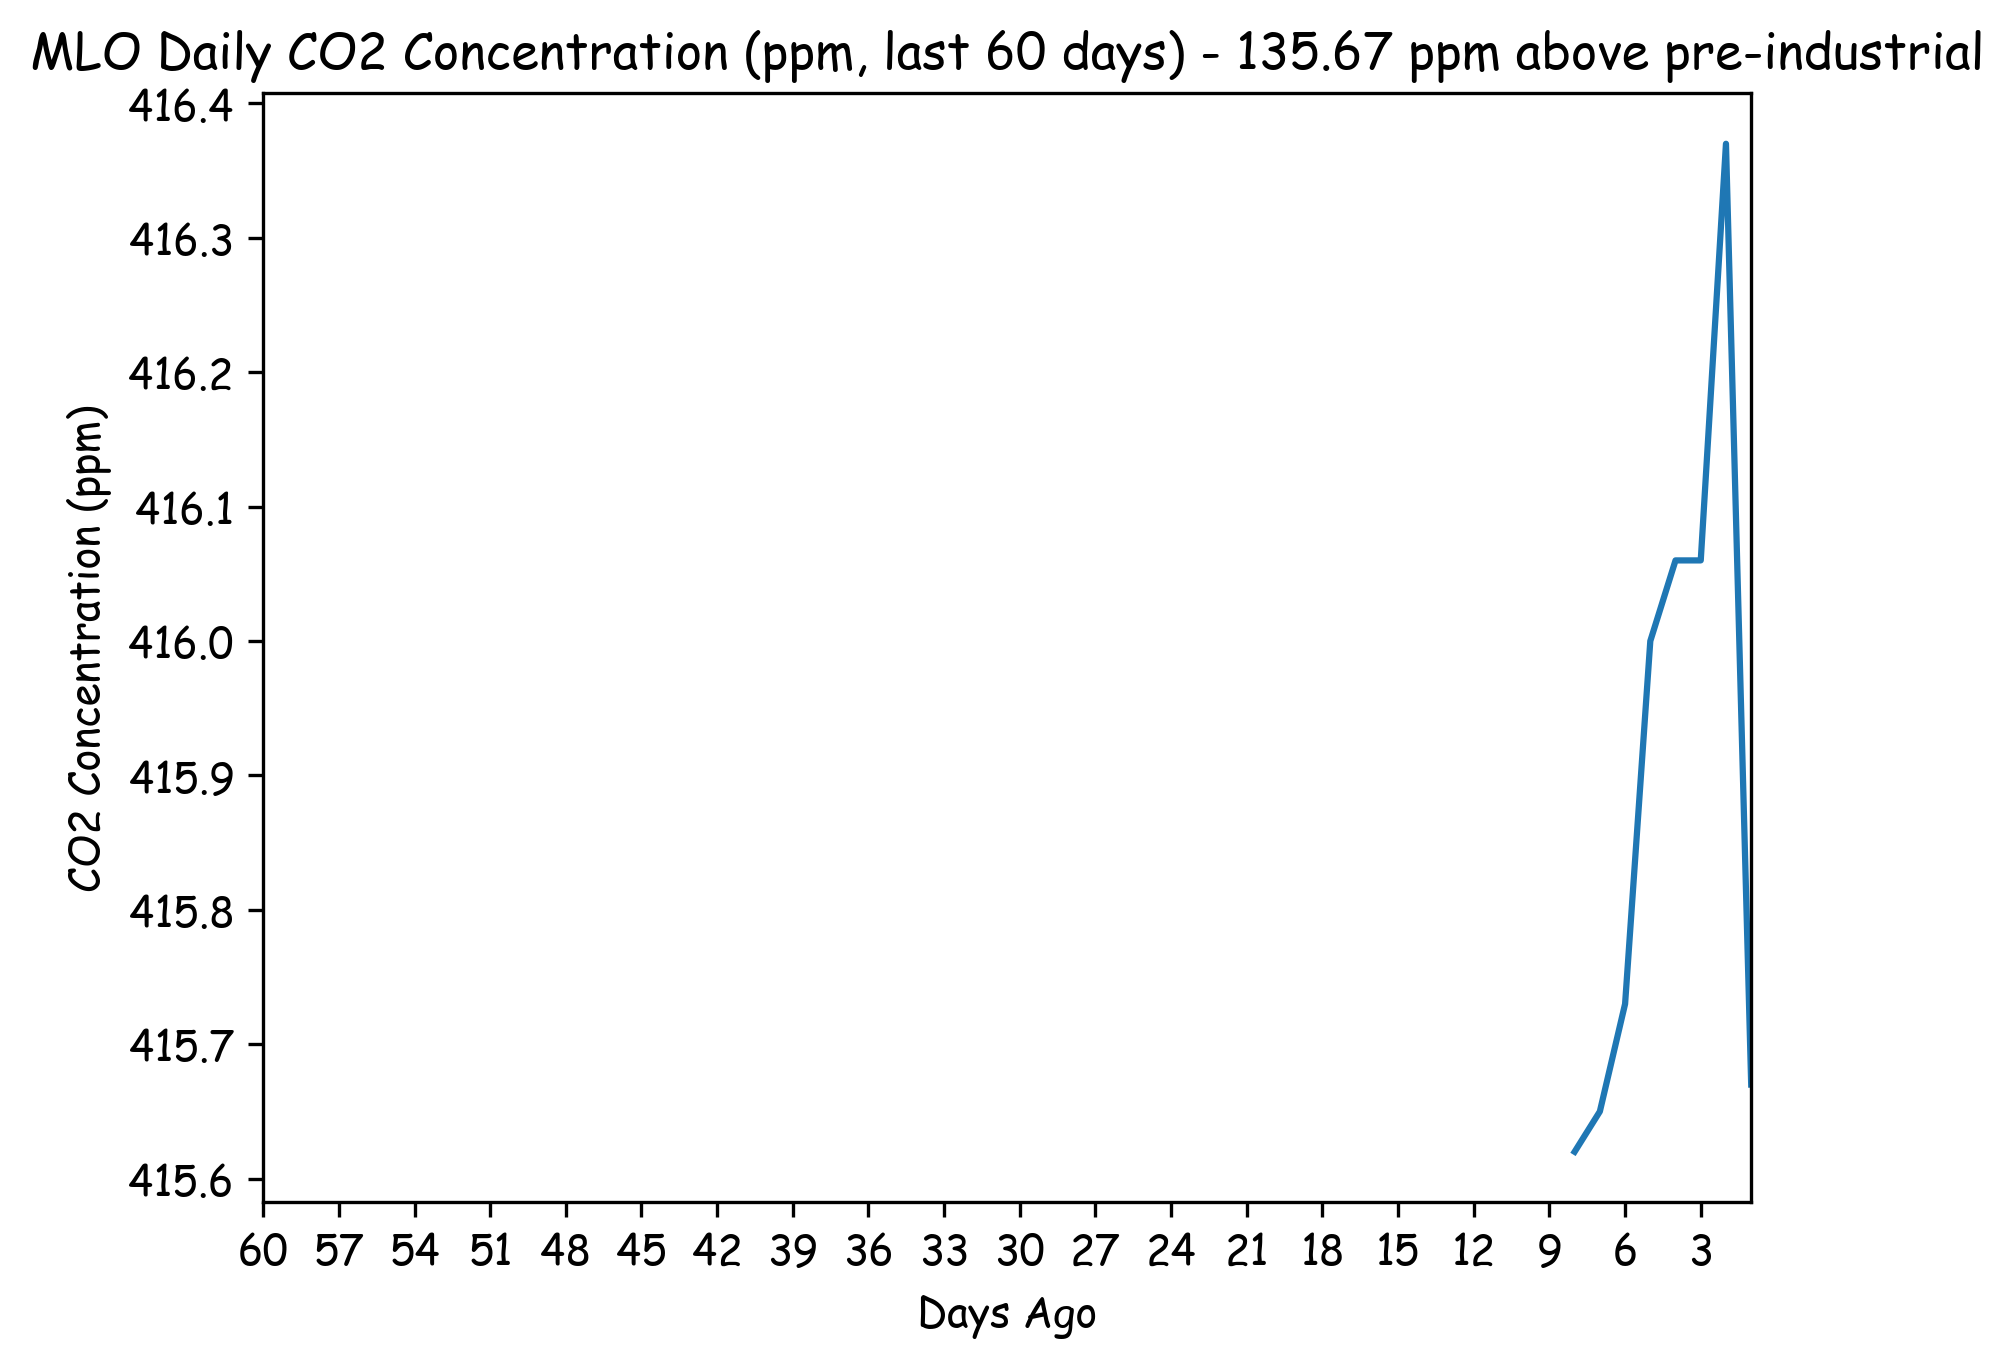 MLO Daily CO2 Concentration (ppm, last 60 days) - 135.67 ppm above pre-industrial
416.4
416.3
416.2
416.1
416.0
415.9
415.8
415.7
415.6
CO2 Concentration (ppm)
60 57 54 51 48 45 42 39 36 33 30 27 24 21 18 15 12 9 6 3
Days Ago